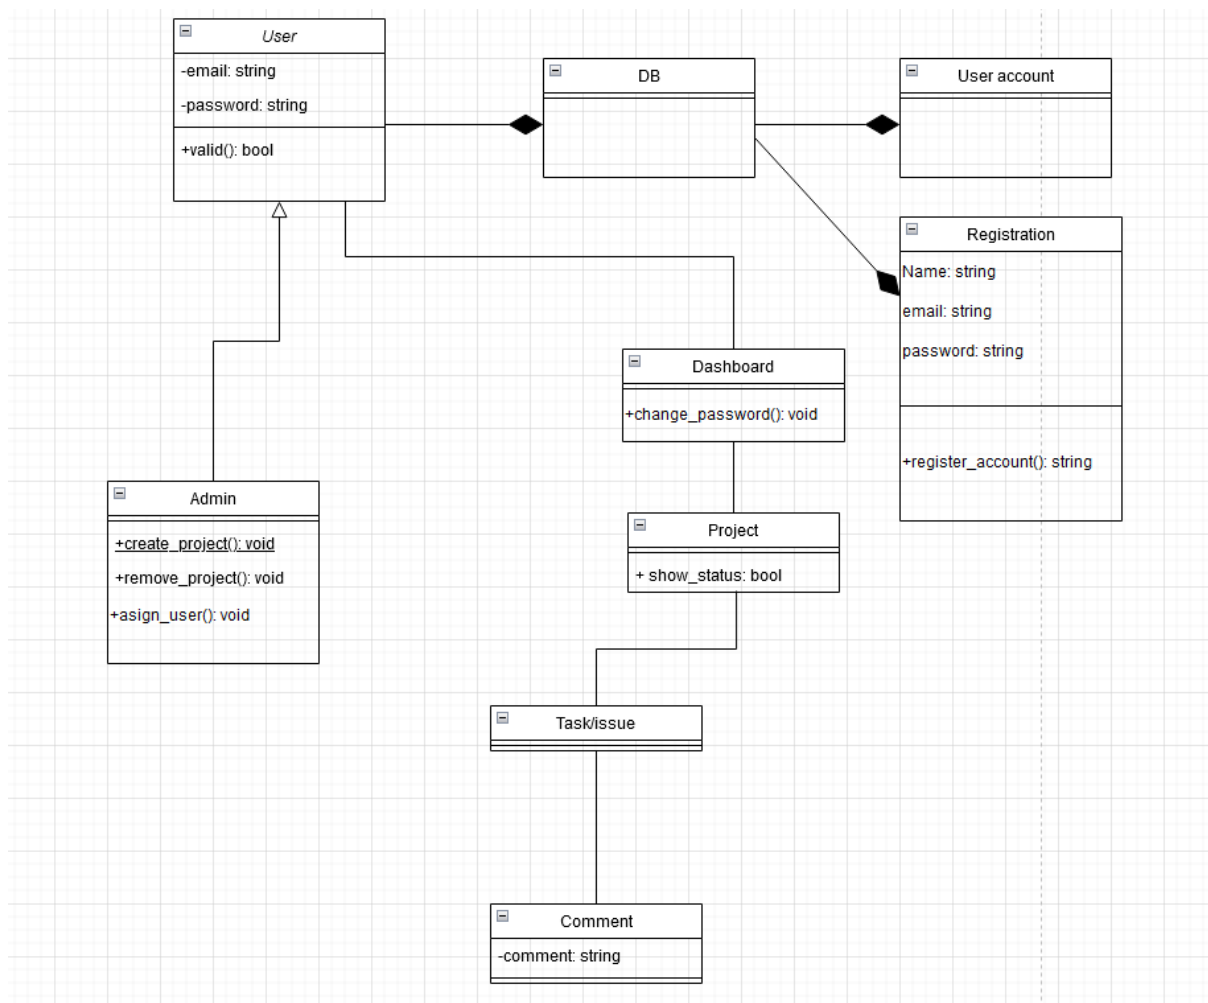 User
-email: string
-password: string
+valid(): bool
DB
User account
Registration
Name: string
email: string
password: string
+register_account(): string
Dashboard
+change_password(): void
Admin
+create_project(): void
+remove_project(): void
+asign_user(): void
Project
+ show_status: bool
Task/issue
Comment
-comment: string